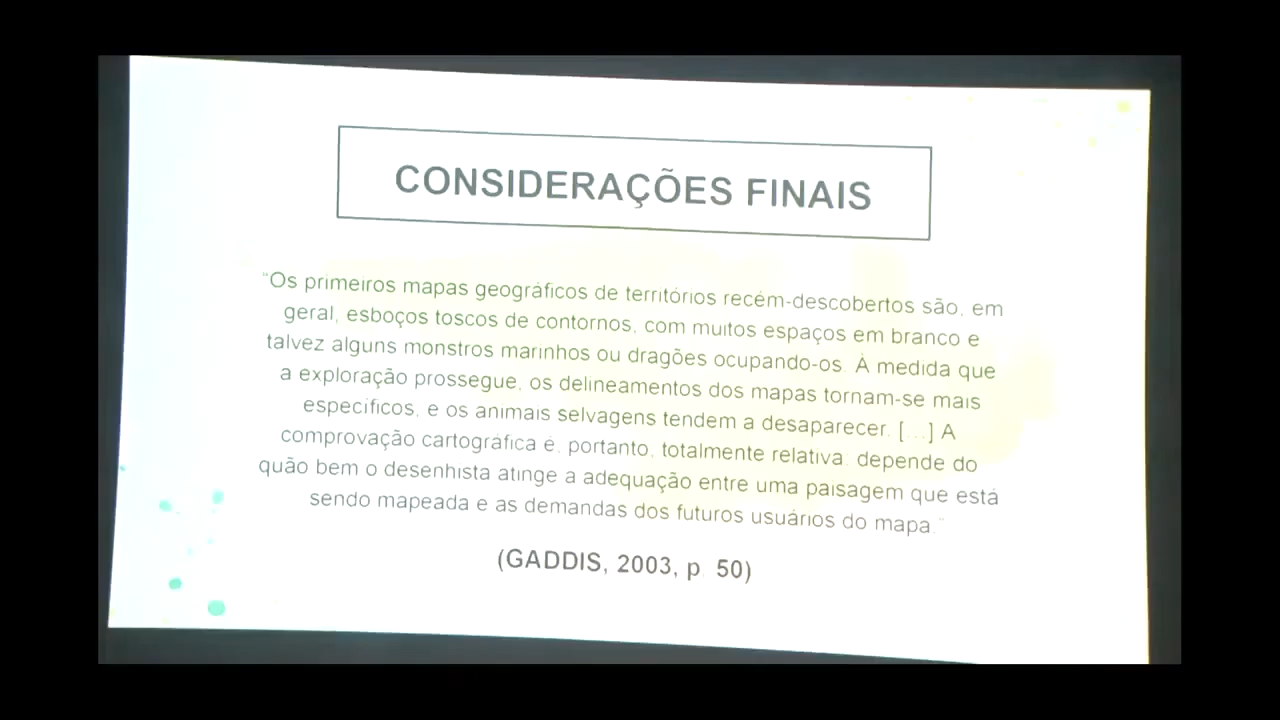 CONSIDERAÇÕES FINAIS
“Os primeiros mapas geográficos de territórios recém-descobertos são, em
geral, esboços toscos de contornos, com muitos espaços em branco e
talvez alguns monstros marinhos ou dragões ocupando-os. À medida que
a exploração prossegue, os delineamentos dos mapas tornam-se mais
específicos, e os animais selvagens tendem a desaparecer. [...] A
comprovação cartográfica é, portanto, totalmente relativa: depende do
quão bem o desenhista atinge a adequação entre uma paisagem que está
sendo mapeada e as demandas dos futuros usuários do mapa.”
(GADDIS, 2003, p. 50)